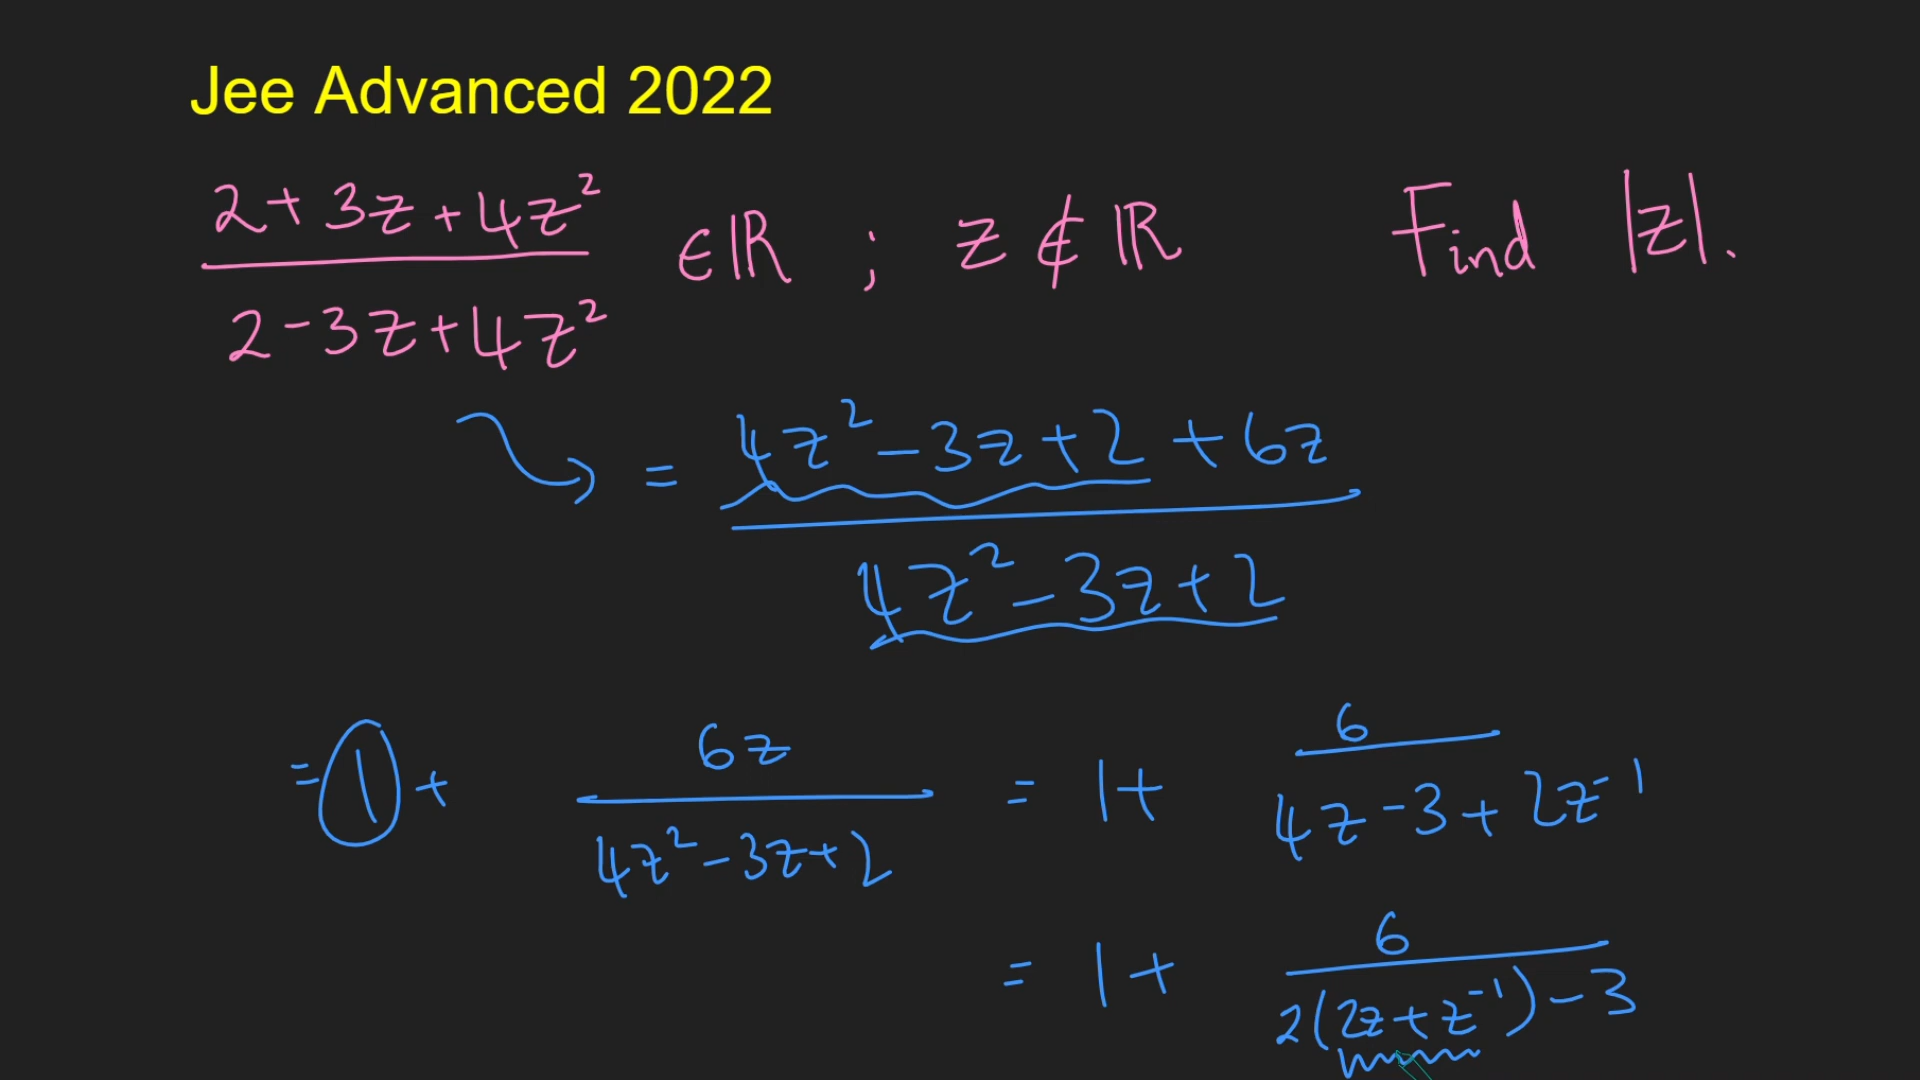 Jee Advanced 2022
(2+3z+4z²)/(2-3z+4z²) ∈ℝ ; z ∉ ℝ Find |z|.
= (4z²-3z+2+6z)/(4z²-3z+2)
= 1 + 6z/(4z²-3z+2) = 1+ 6/(4z-3+2z⁻¹)
= 1+ 6/(2(2z+z⁻¹)-3)